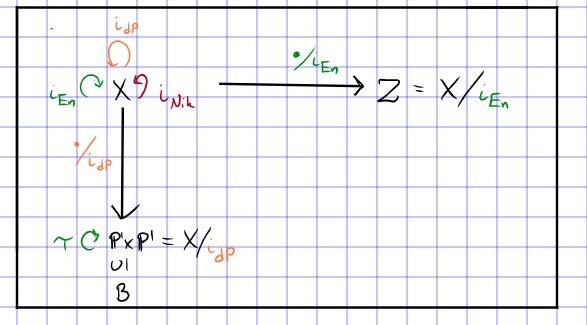 i_dp
•/i_En
i_En X i_Nik Z = X/i_En
•/i_dp
τ P¹×P¹ = X/i_dp
∪I
B